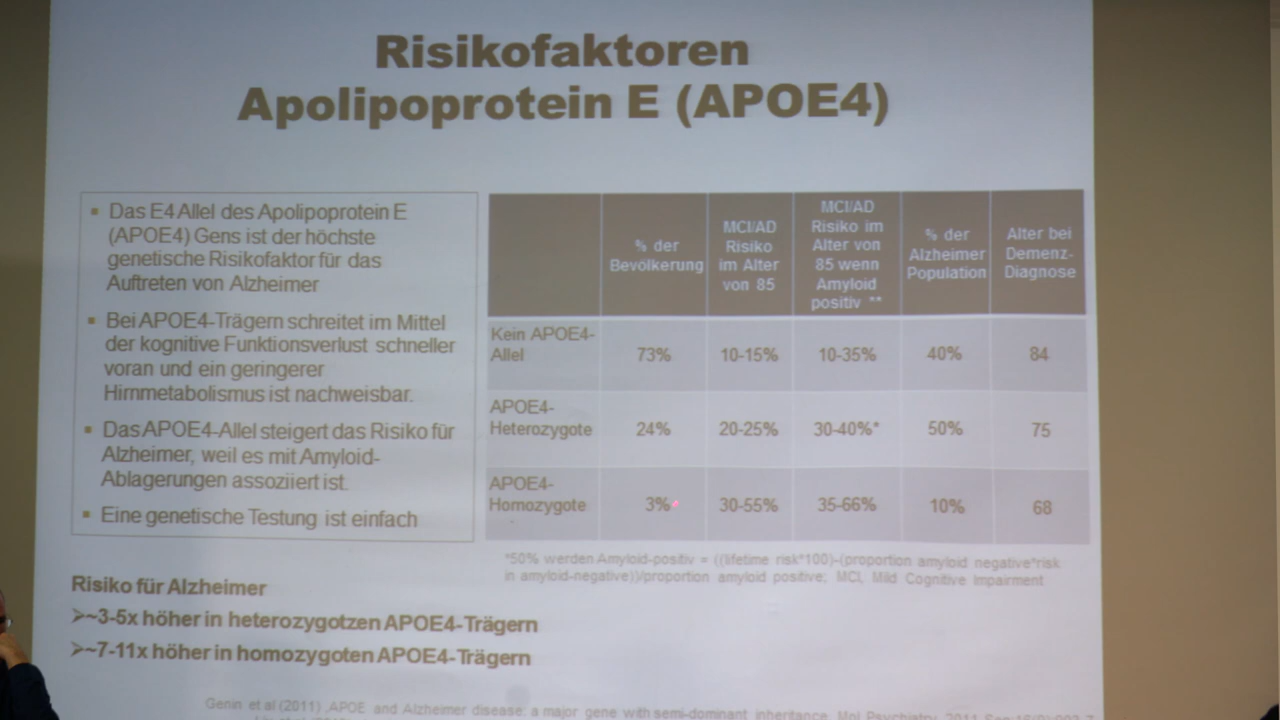 Risikofaktoren
Apolipoprotein E (APOE4)
▪ Das E4 Allel des Apolipoprotein E
(APOE4) Gens ist der höchste
genetische Risikofaktor für das
Auftreten von Alzheimer
▪ Bei APOE4-Trägern schreitet im Mittel
der kognitive Funktionsverlust schneller
voran und ein geringerer
Hirnmetabolismus ist nachweisbar.
▪ Das APOE4-Allel steigert das Risiko für
Alzheimer, weil es mit Amyloid-
Ablagerungen assoziiert ist.
▪ Eine genetische Testung ist einfach
% der
Bevölkerung
MCI/AD
Risiko
im Alter
von 85
MCI/AD
Risiko im
Alter von
85 wenn
Amyloid
positiv **
% der
Alzheimer
Population
Alter bei
Demenz-
Diagnose
Kein APOE4-
Allel
73%
10-15%
10-35%
40%
84
APOE4-
Heterozygote
24%
20-25%
30-40%*
50%
75
APOE4-
Homozygote
3%
30-55%
35-66%
10%
68
*50% werden Amyloid-positiv = ((lifetime risk*100)-(proportion amyloid negative*risk
in amyloid-negative))/proportion amyloid positive; MCI, Mild Cognitive Impairment
Risiko für Alzheimer
➢~3-5x höher in heterozygotzen APOE4-Trägern
➢~7-11x höher in homozygoten APOE4-Trägern
Genin et al (2011) APOE and Alzheimer disease: a major gene with semi-dominant inheritance. Mol Psychiatry. 2011